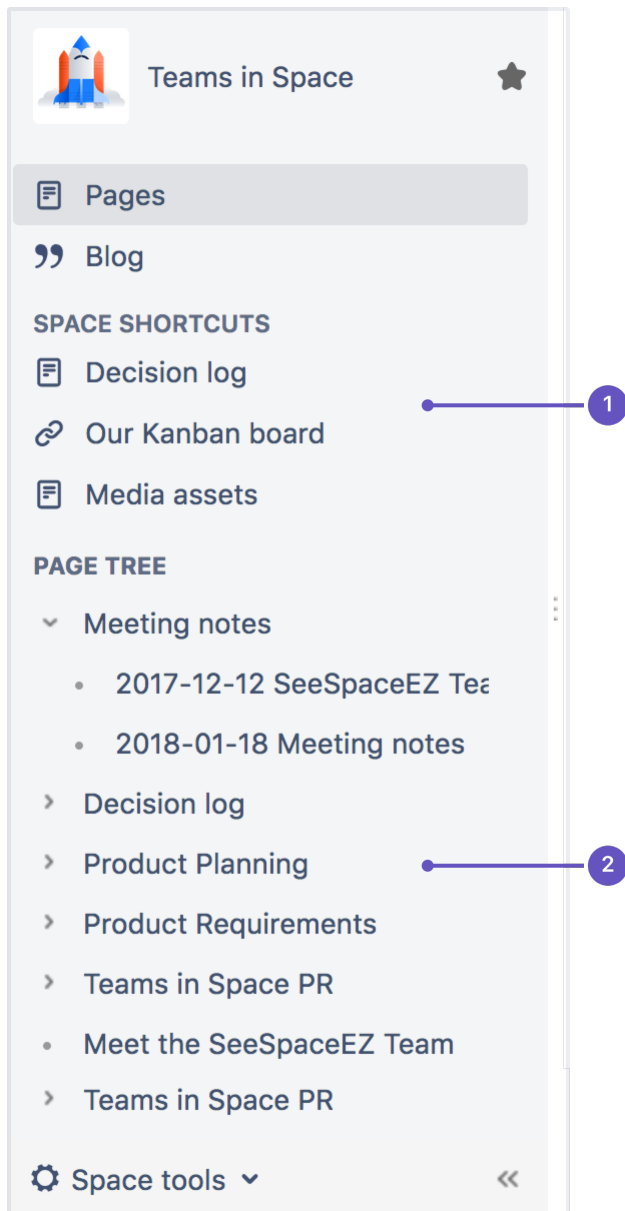 Teams in Space
Pages
Blog
SPACE SHORTCUTS
Decision log
1
Our Kanban board
Media assets
PAGE TREE
Meeting notes
2017-12-12 SeeSpaceEZ Tea
2018-01-18 Meeting notes
Decision log
Product Planning
2
Product Requirements
Teams in Space PR
Meet the SeeSpaceEZ Team
Teams in Space PR
Space tools